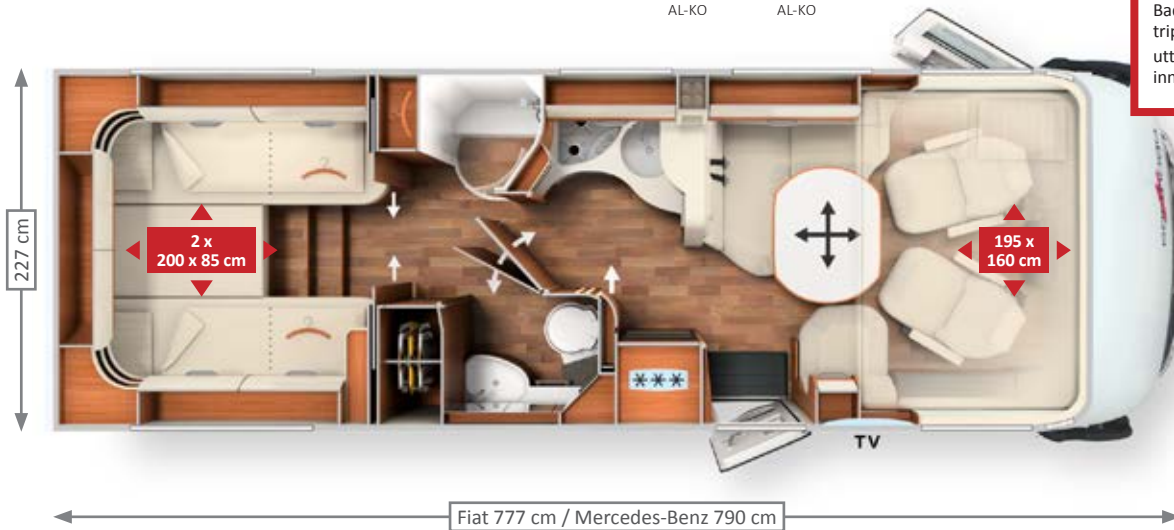 AL-KO AL-KO
227 cm
2 x
200 x 85 cm
195 x
160 cm
TV
Fiat 777 cm / Mercedes-Benz 790 cm